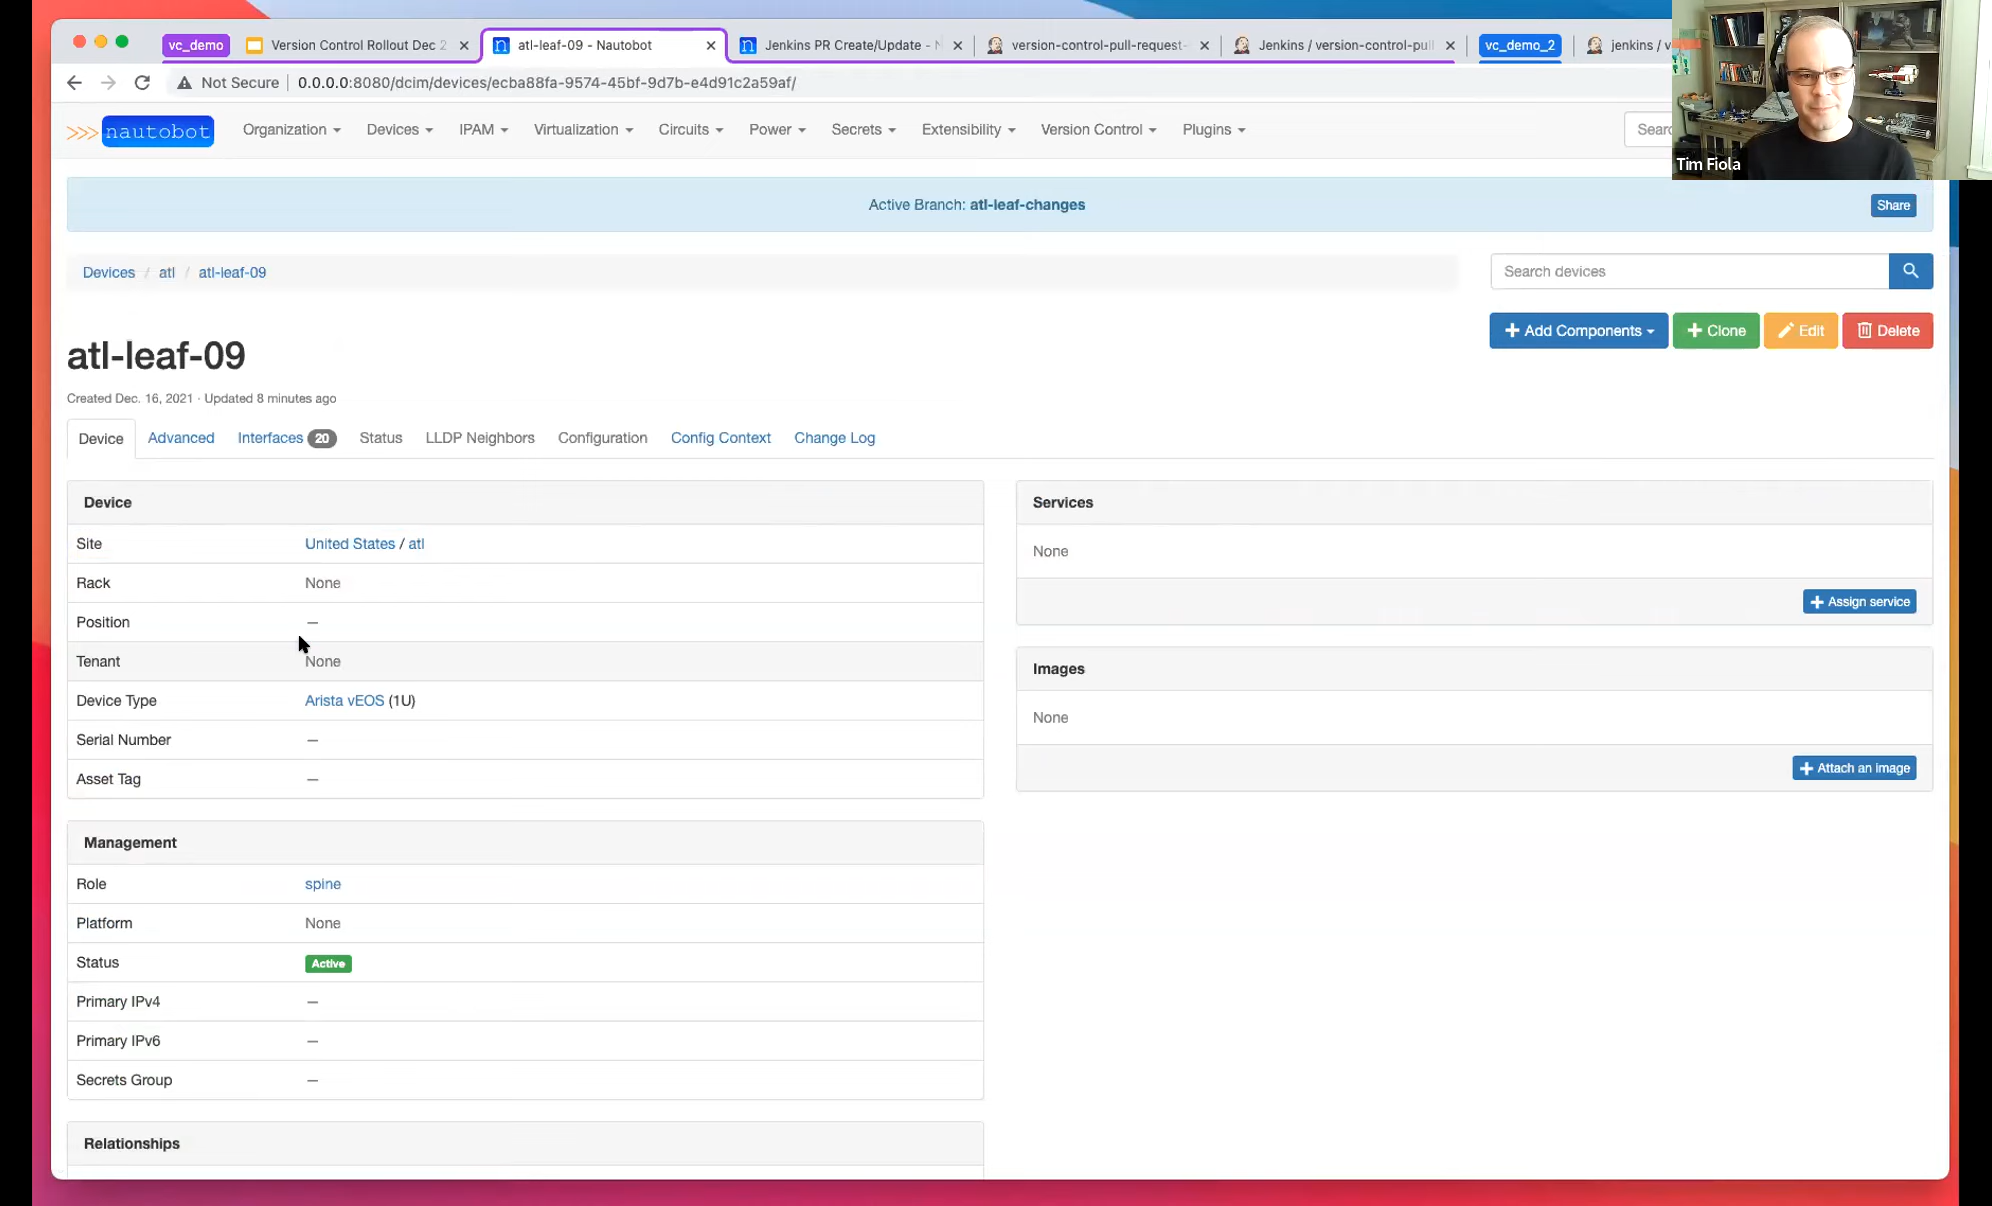 vc_demo
Version Control Rollout Dec 2
atl-leaf-09 - Nautobot
Jenkins PR Create/Update - N
version-control-pull-request-
Jenkins / version-control-pull
vc_demo_2
jenkins / v
Not Secure
0.0.0.0:8080/dcim/devices/ecba88fa-9574-45bf-9d7b-e4d91c2a59af/
>>> nautobot
Organization
Devices
IPAM
Virtualization
Circuits
Power
Secrets
Extensibility
Version Control
Plugins
Searc
Tim Fiola
Active Branch: atl-leaf-changes
Share
Devices / atl / atl-leaf-09
Search devices
+ Add Components
+ Clone
Edit
Delete
atl-leaf-09
Created Dec. 16, 2021 · Updated 8 minutes ago
Device
Advanced
Interfaces 20
Status
LLDP Neighbors
Configuration
Config Context
Change Log
Device
Site United States / atl
Rack None
Position —
Tenant None
Device Type Arista vEOS (1U)
Serial Number —
Asset Tag —
Management
Role spine
Platform None
Status Active
Primary IPv4 —
Primary IPv6 —
Secrets Group —
Relationships
Services
None
+ Assign service
Images
None
+ Attach an image